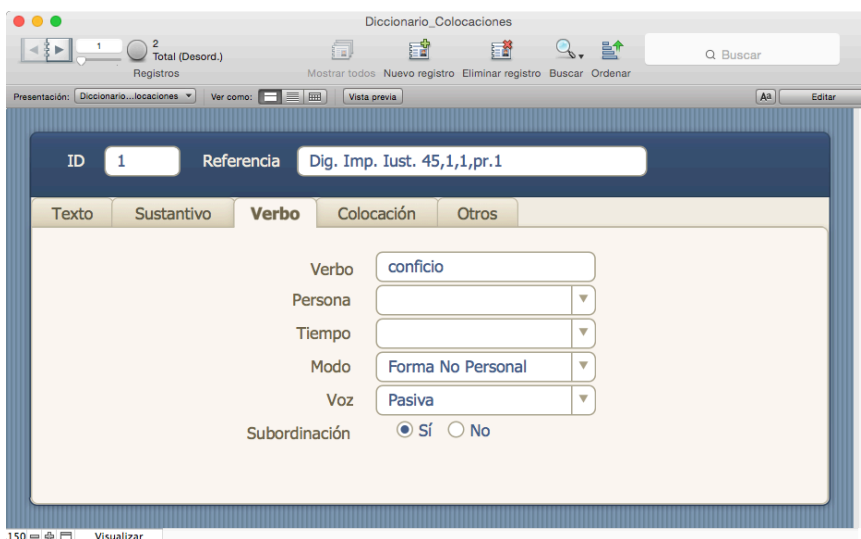 Diccionario_Colocaciones
1
2
Total (Desord.)
Buscar
Registros
Mostrar todos Nuevo registro Eliminar registro Buscar Ordenar
Presentación: Diccionario...locaciones Ver como: Vista previa Aa Editar
ID 1 Referencia Dig. Imp. Iust. 45,1,1,pr.1
Texto Sustantivo Verbo Colocación Otros
Verbo conficio
Persona
Tiempo
Modo Forma No Personal
Voz Pasiva
Subordinación Sí No
150 Visualizar